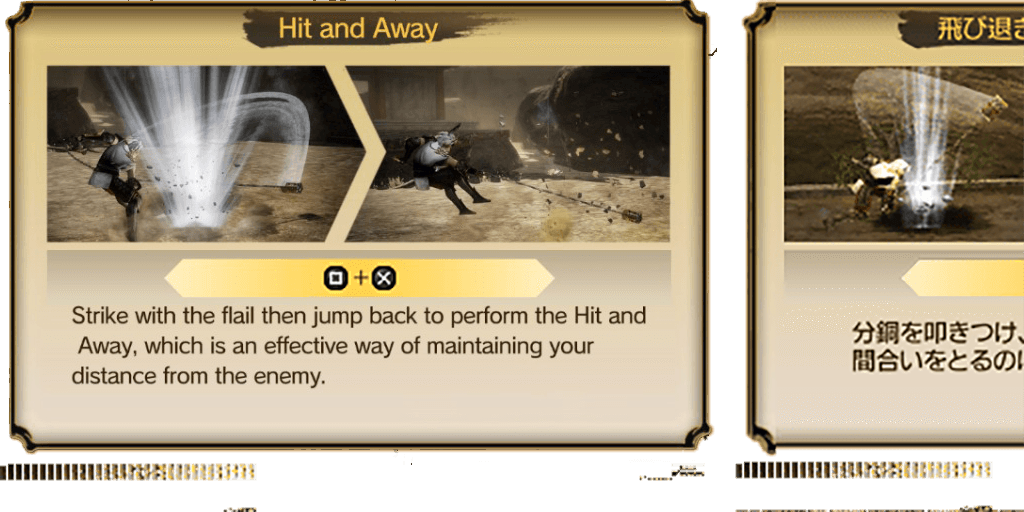 Hit and Away
Strike with the flail then jump back to perform the Hit and
Away, which is an effective way of maintaining your
distance from the enemy.
飛び退き
分銅を叩きつけ、
間合いをとるのに